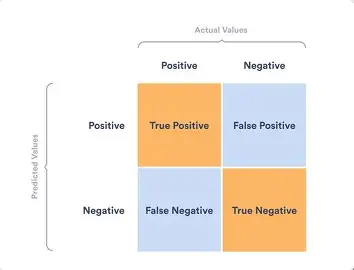 Actual Values
Positive Negative
Predicted Values
Positive True Positive False Positive
Negative False Negative True Negative